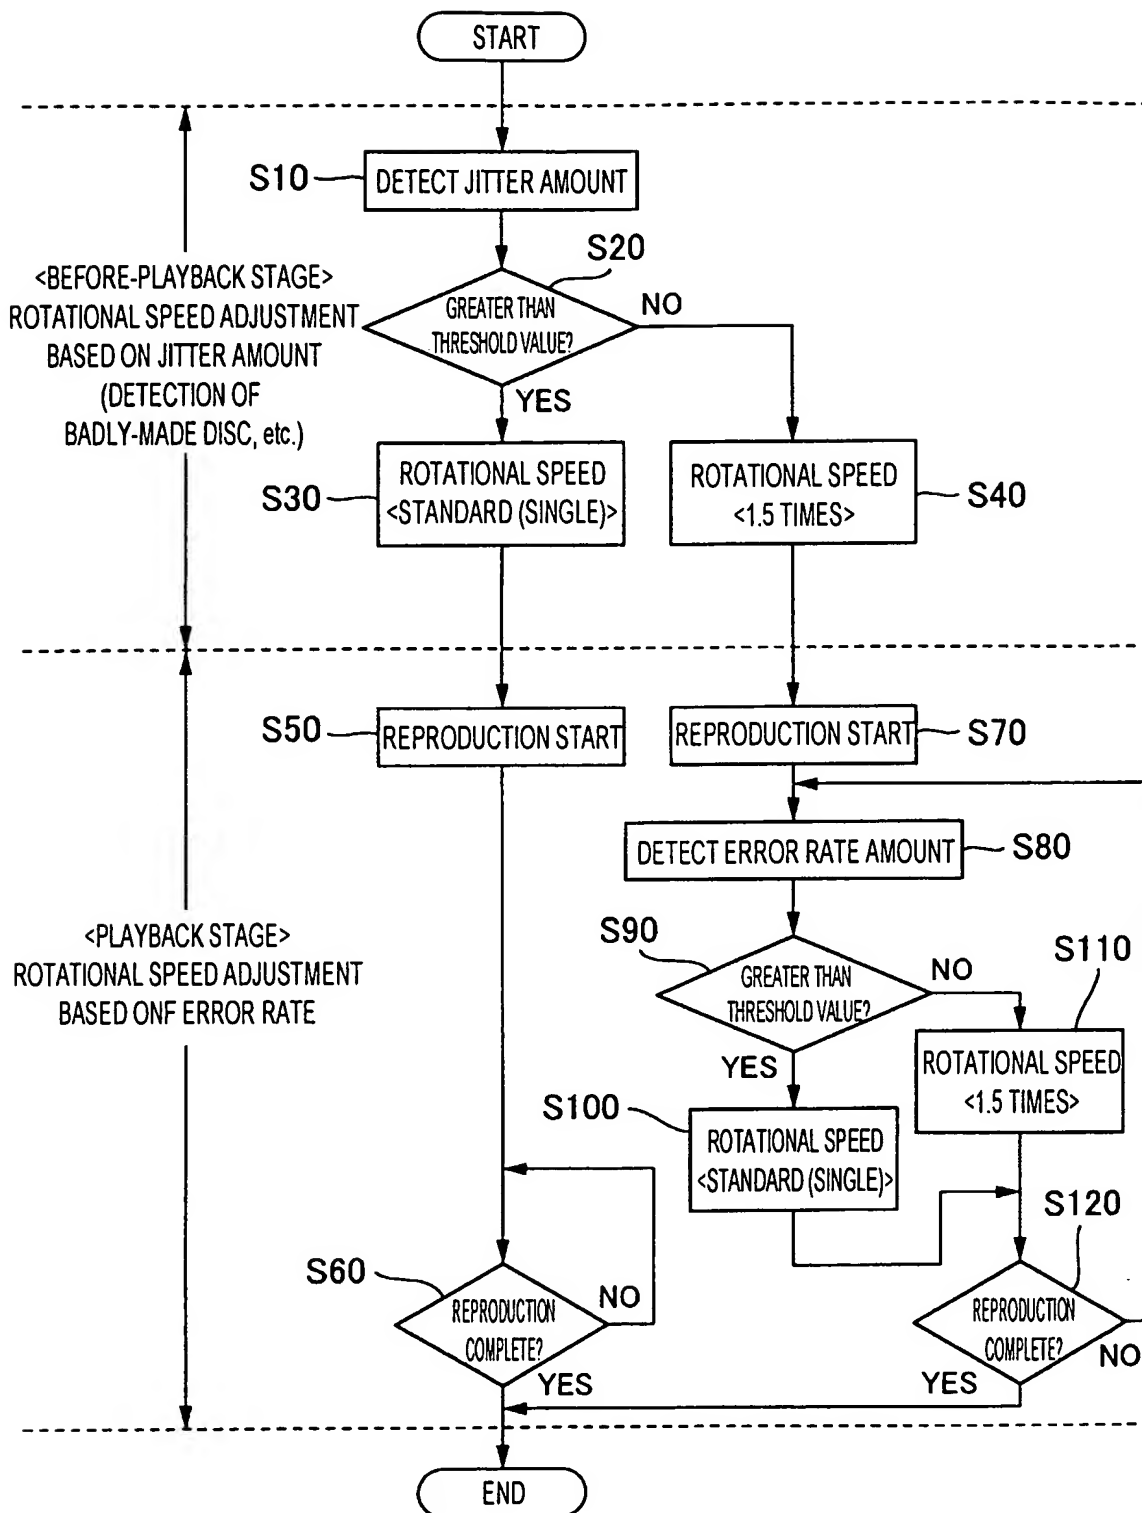 START
S10
DETECT JITTER AMOUNT
S20
<BEFORE-PLAYBACK STAGE>
ROTATIONAL SPEED ADJUSTMENT
BASED ON JITTER AMOUNT
(DETECTION OF
BADLY-MADE DISC, etc.)
GREATER THAN
THRESHOLD VALUE?
NO
YES
S30
ROTATIONAL SPEED
<STANDARD (SINGLE)>
ROTATIONAL SPEED
<1.5 TIMES>
S40
S50
REPRODUCTION START
REPRODUCTION START
S70
DETECT ERROR RATE AMOUNT
S80
<PLAYBACK STAGE>
ROTATIONAL SPEED ADJUSTMENT
BASED ONF ERROR RATE
S90
GREATER THAN
THRESHOLD VALUE?
NO
YES
S110
ROTATIONAL SPEED
<1.5 TIMES>
S100
ROTATIONAL SPEED
<STANDARD (SINGLE)>
S120
S60
REPRODUCTION
COMPLETE?
NO
YES
REPRODUCTION
COMPLETE?
NO
YES
END